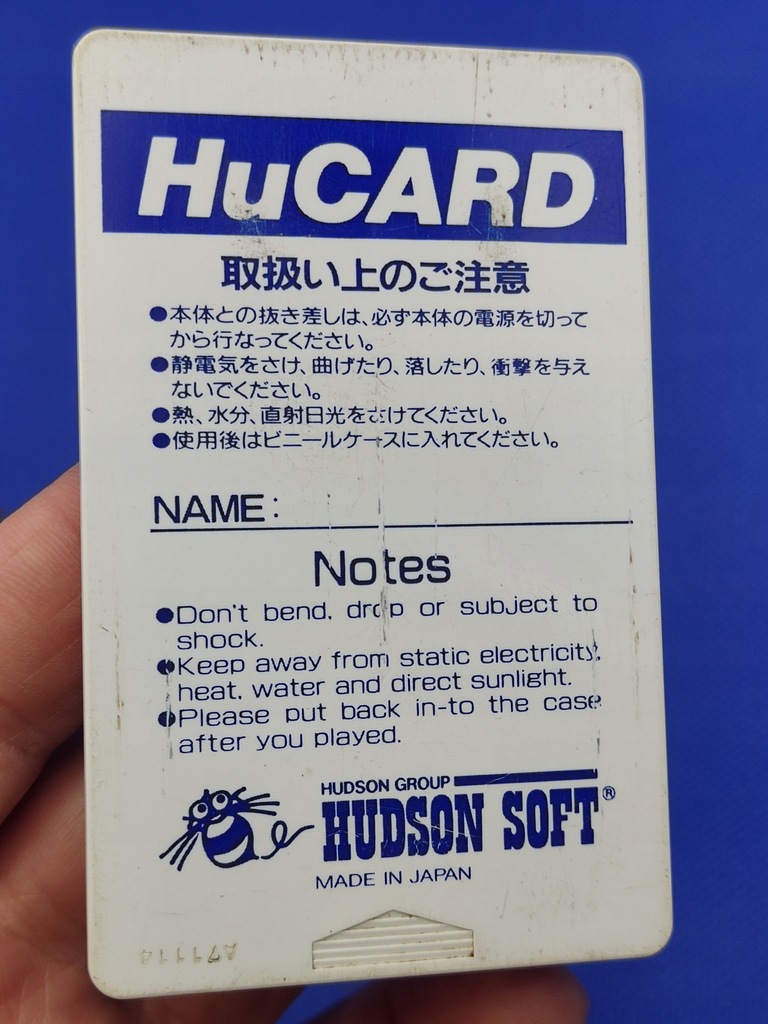 HuCARD
取扱い上のご注意
●本体との抜き差しは、必ず本体の電源を切って
から行なってください。
●静電気をさけ、曲げたり、落したり、衝撃を与え
ないでください。
●熱、水分、直射日光をさけてください。
●使用後はビニールケースに入れてください。
NAME:
Notes
●Don't bend, drop or subject to
shock.
●Keep away from static electricity,
heat, water and direct sunlight.
●Please put back in-to the case
after you played.
HUDSON GROUP
HUDSON SOFT®
MADE IN JAPAN